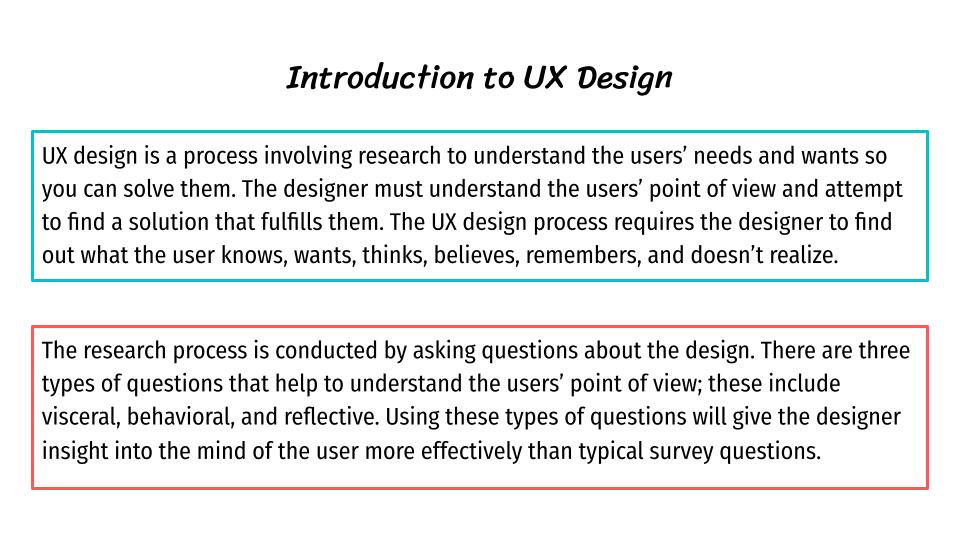 Introduction to UX Design
UX design is a process involving research to understand the users’ needs and wants so
you can solve them. The designer must understand the users’ point of view and attempt
to find a solution that fulfills them. The UX design process requires the designer to find
out what the user knows, wants, thinks, believes, remembers, and doesn’t realize.
The research process is conducted by asking questions about the design. There are three
types of questions that help to understand the users’ point of view; these include
visceral, behavioral, and reflective. Using these types of questions will give the designer
insight into the mind of the user more effectively than typical survey questions.